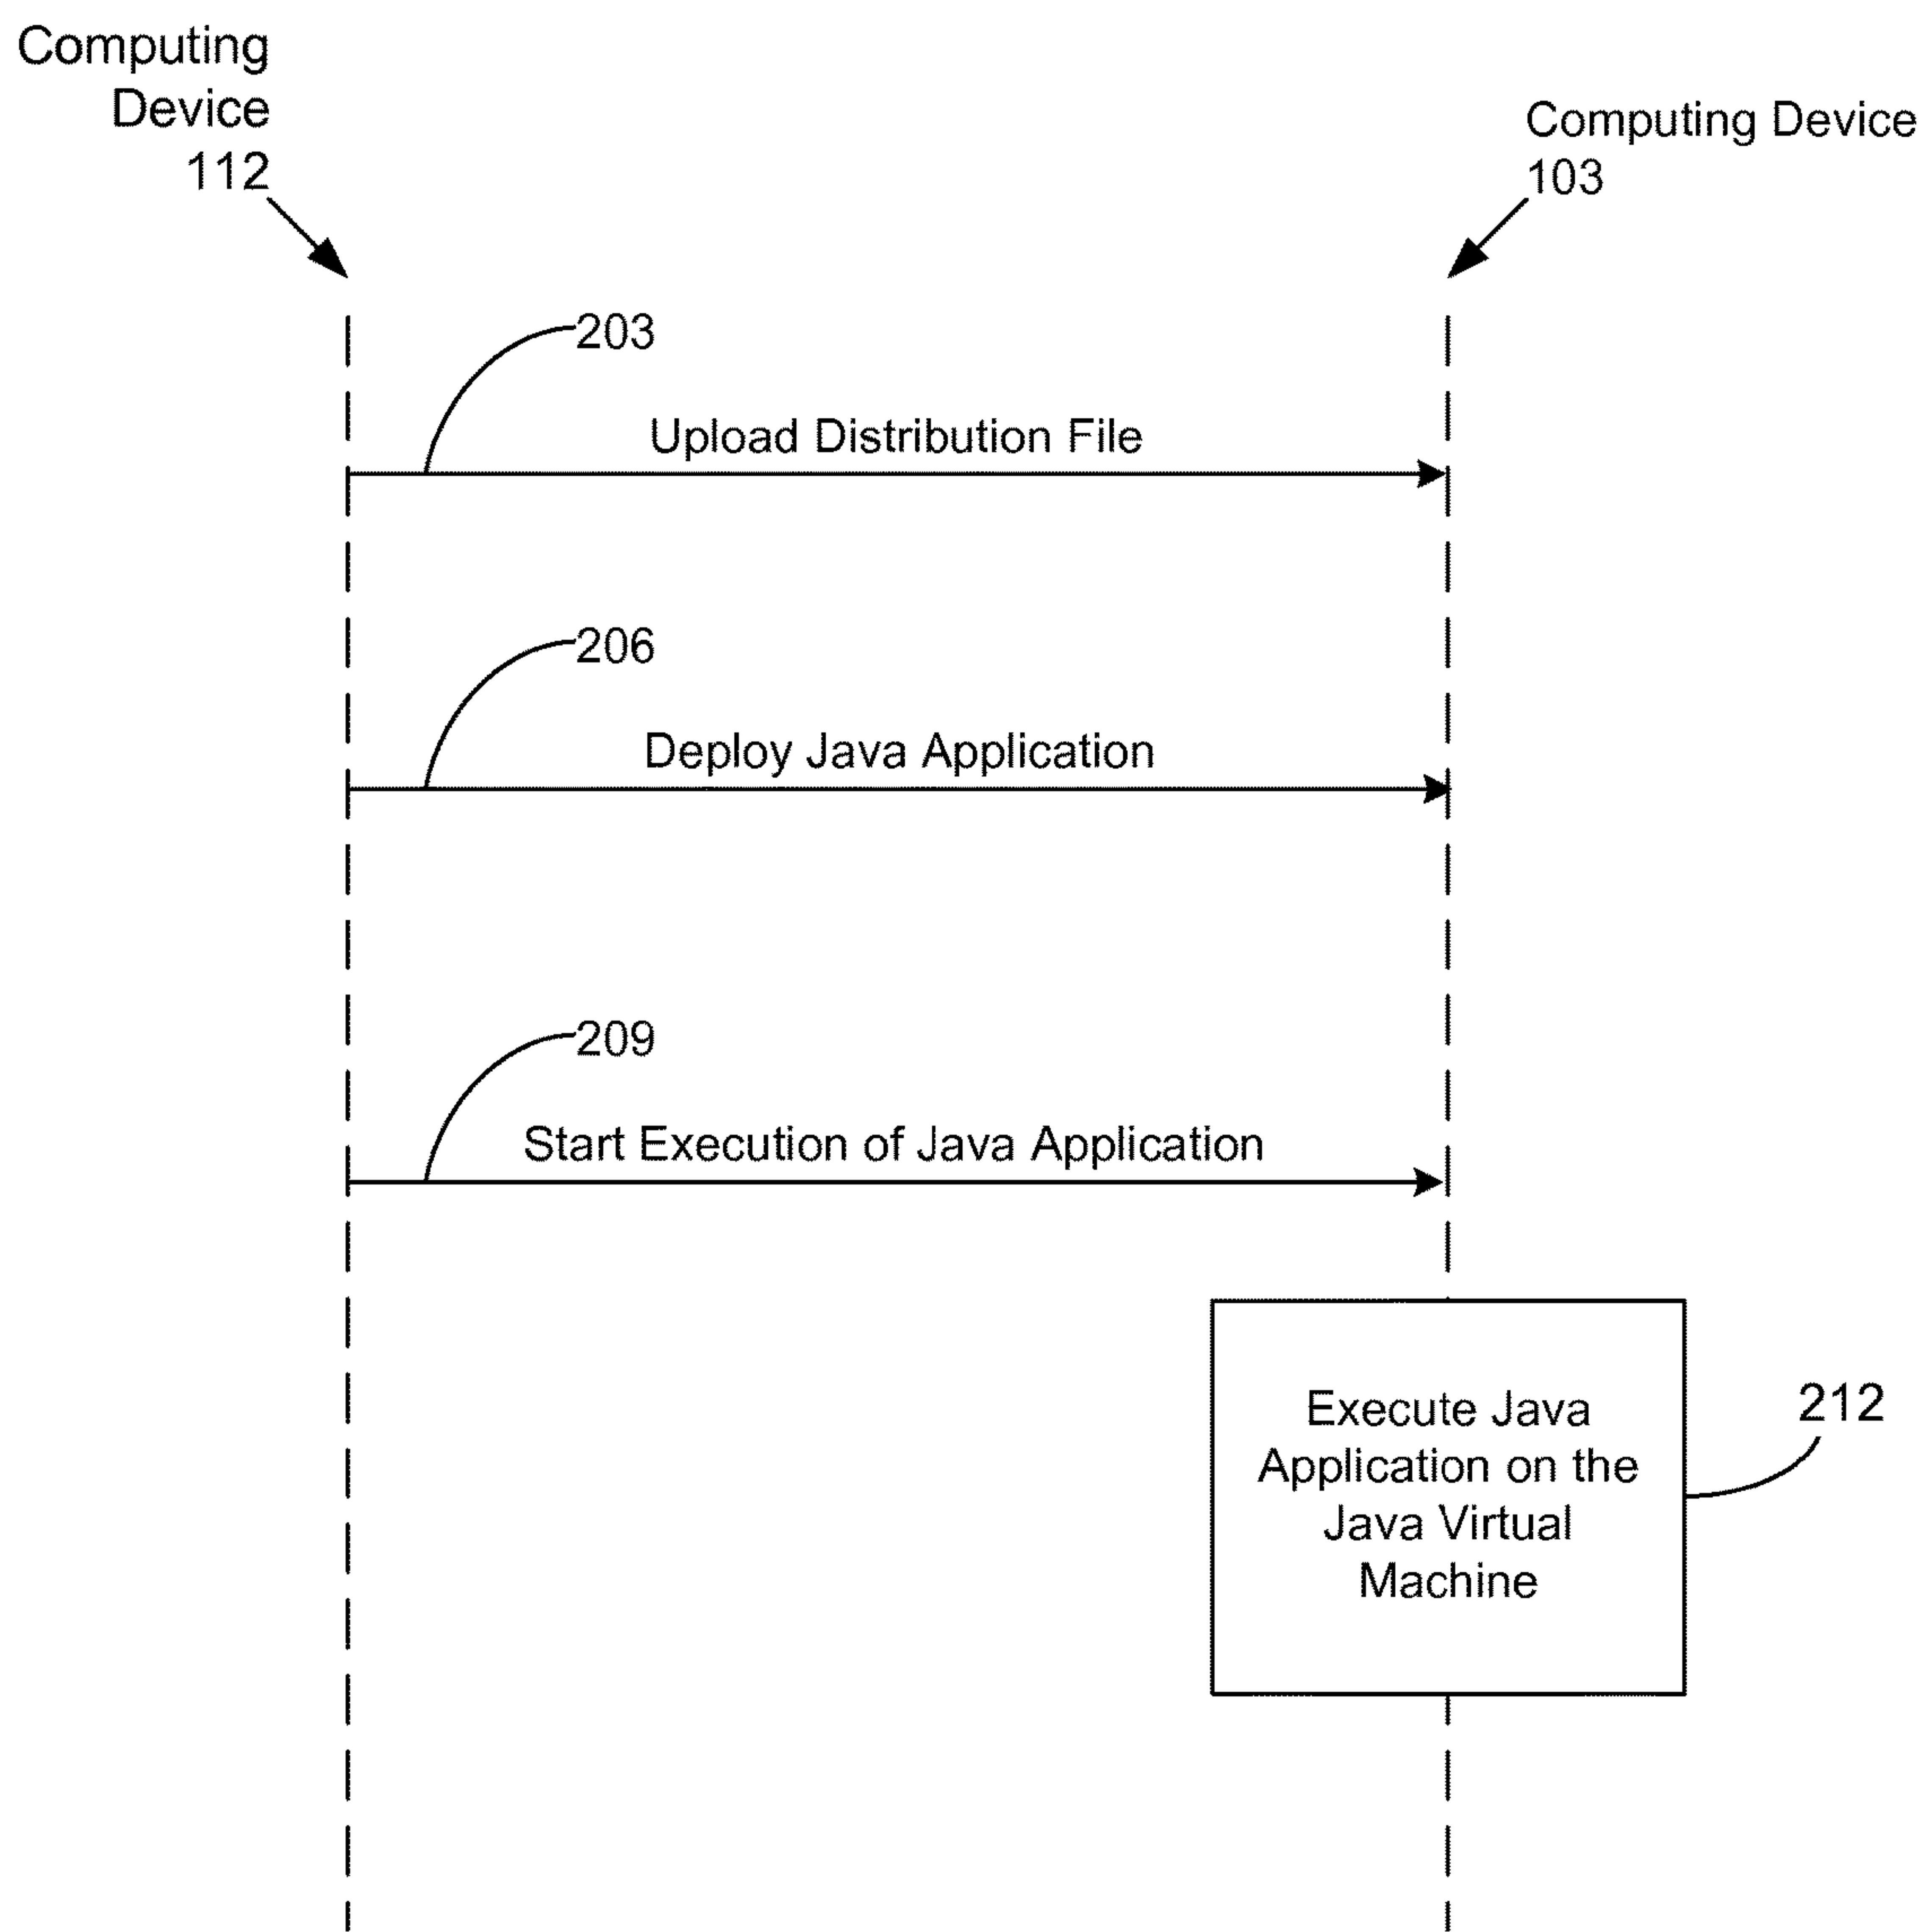 Computing
Device
112
Computing Device
103
203
Upload Distribution File
206
Deploy Java Application
209
Start Execution of Java Application
Execute Java
Application on the
Java Virtual
Machine
212